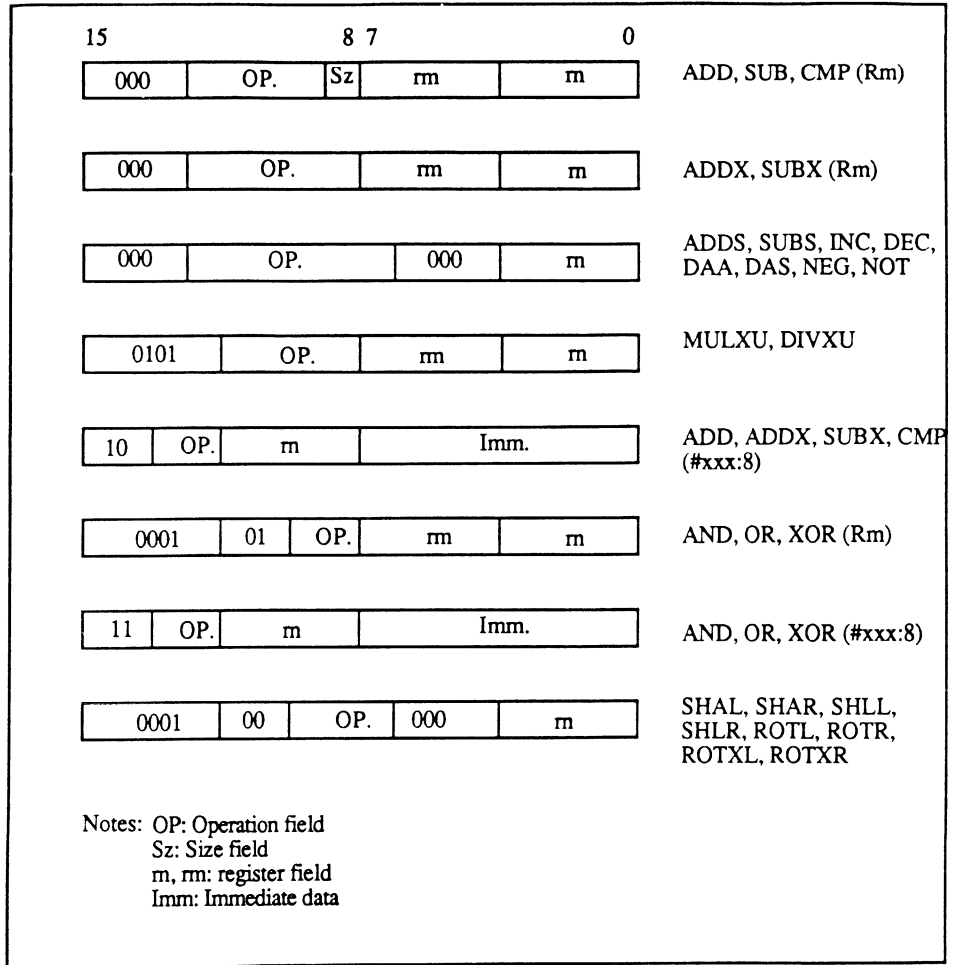 15 8 7 0
000 OP. Sz rm rn ADD, SUB, CMP (Rm)
000 OP. rm rn ADDX, SUBX (Rm)
000 OP. 000 rn ADDS, SUBS, INC, DEC,
DAA, DAS, NEG, NOT
0101 OP. rm rn MULXU, DIVXU
10 OP. rn Imm. ADD, ADDX, SUBX, CMP
(#xxx:8)
0001 01 OP. rm rn AND, OR, XOR (Rm)
11 OP. rn Imm. AND, OR, XOR (#xxx:8)
0001 00 OP. 000 rn SHAL, SHAR, SHLL,
SHLR, ROTL, ROTR,
ROTXL, ROTXR
Notes: OP: Operation field
Sz: Size field
rn, rm: register field
Imm: Immediate data